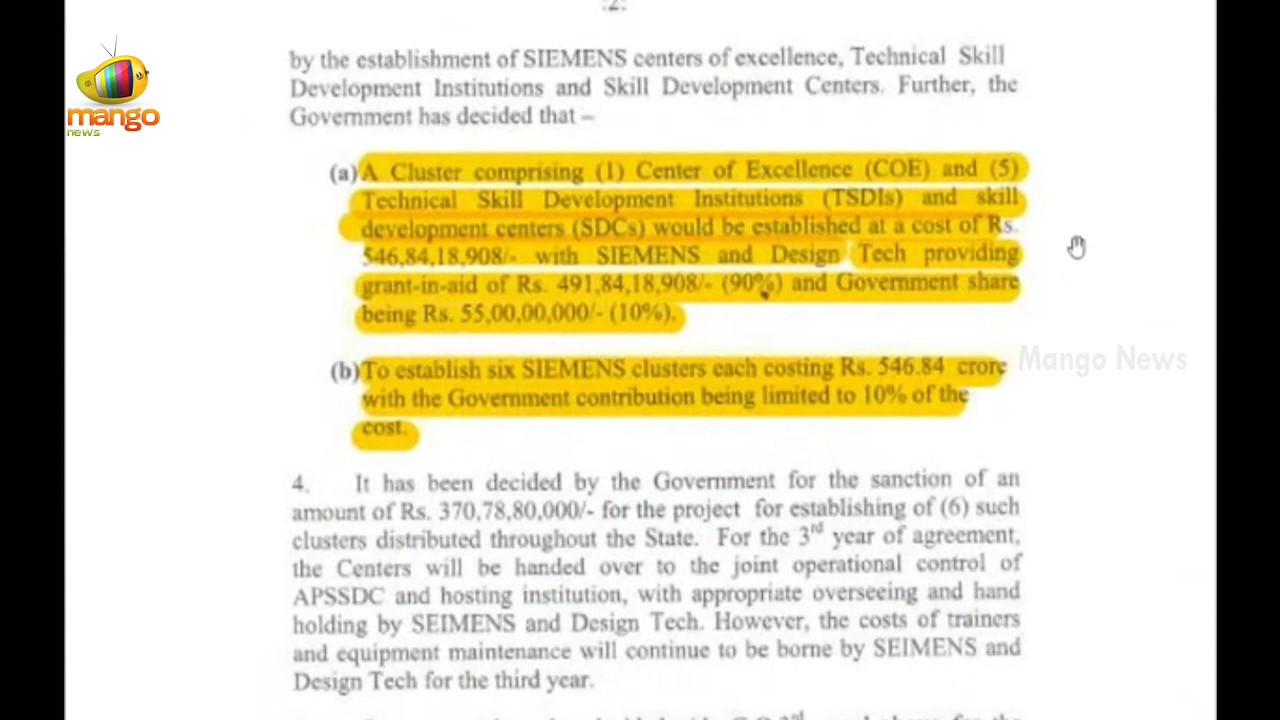 :2:
mango
news
by the establishment of SIEMENS centers of excellence, Technical Skill
Development Institutions and Skill Development Centers. Further, the
Government has decided that –
(a) A Cluster comprising (1) Center of Excellence (COE) and (5)
Technical Skill Development Institutions (TSDIs) and skill
development centers (SDCs) would be established at a cost of Rs.
546,84,18,908/- with SIEMENS and Design Tech providing
grant-in-aid of Rs. 491,84,18,908/- (90%) and Government share
being Rs. 55,00,00,000/- (10%).
Mango News
(b) To establish six SIEMENS clusters each costing Rs. 546.84 crore
with the Government contribution being limited to 10% of the
cost.
4. It has been decided by the Government for the sanction of an
amount of Rs. 370,78,80,000/- for the project for establishing of (6) such
clusters distributed throughout the State. For the 3rd year of agreement,
the Centers will be handed over to the joint operational control of
APSSDC and hosting institution, with appropriate overseeing and hand
holding by SEIMENS and Design Tech. However, the costs of trainers
and equipment maintenance will continue to be borne by SEIMENS and
Design Tech for the third year.